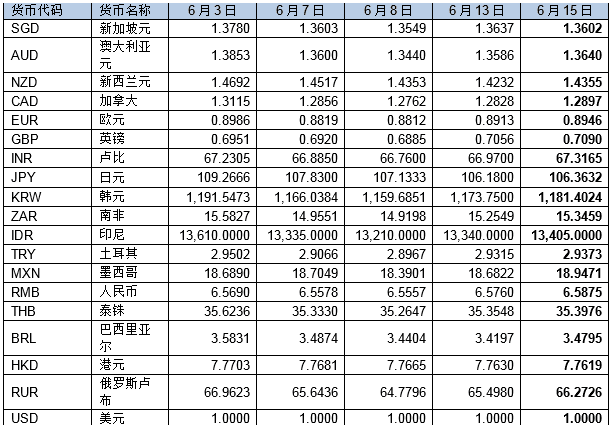 货币代码 货币名称 6月3日 6月7日 6月8日 6月13日 6月15日
SGD 新加坡元 1.3780 1.3603 1.3549 1.3637 1.3602
AUD 澳大利亚元 1.3853 1.3600 1.3440 1.3586 1.3640
NZD 新西兰元 1.4692 1.4517 1.4353 1.4232 1.4355
CAD 加拿大 1.3115 1.2856 1.2762 1.2828 1.2897
EUR 欧元 0.8986 0.8819 0.8812 0.8913 0.8946
GBP 英镑 0.6951 0.6920 0.6885 0.7056 0.7090
INR 卢比 67.2305 66.8850 66.7600 66.9700 67.3165
JPY 日元 109.2666 107.8300 107.1333 106.1800 106.3632
KRW 韩元 1,191.5473 1,166.0384 1,159.6851 1,173.7500 1,181.4024
ZAR 南非 15.5827 14.9551 14.9198 15.2549 15.3459
IDR 印尼 13,610.0000 13,335.0000 13,210.0000 13,340.0000 13,405.0000
TRY 土耳其 2.9502 2.9066 2.8967 2.9315 2.9373
MXN 墨西哥 18.6890 18.7049 18.3901 18.6822 18.9471
RMB 人民币 6.5690 6.5578 6.5557 6.5760 6.5875
THB 泰铢 35.6236 35.3330 35.2647 35.3548 35.3976
BRL 巴西里亚尔 3.5831 3.4874 3.4404 3.4197 3.4795
HKD 港元 7.7703 7.7681 7.7665 7.7630 7.7619
RUR 俄罗斯卢布 66.9623 65.6436 64.7796 65.4980 66.2726
USD 美元 1.0000 1.0000 1.0000 1.0000 1.0000